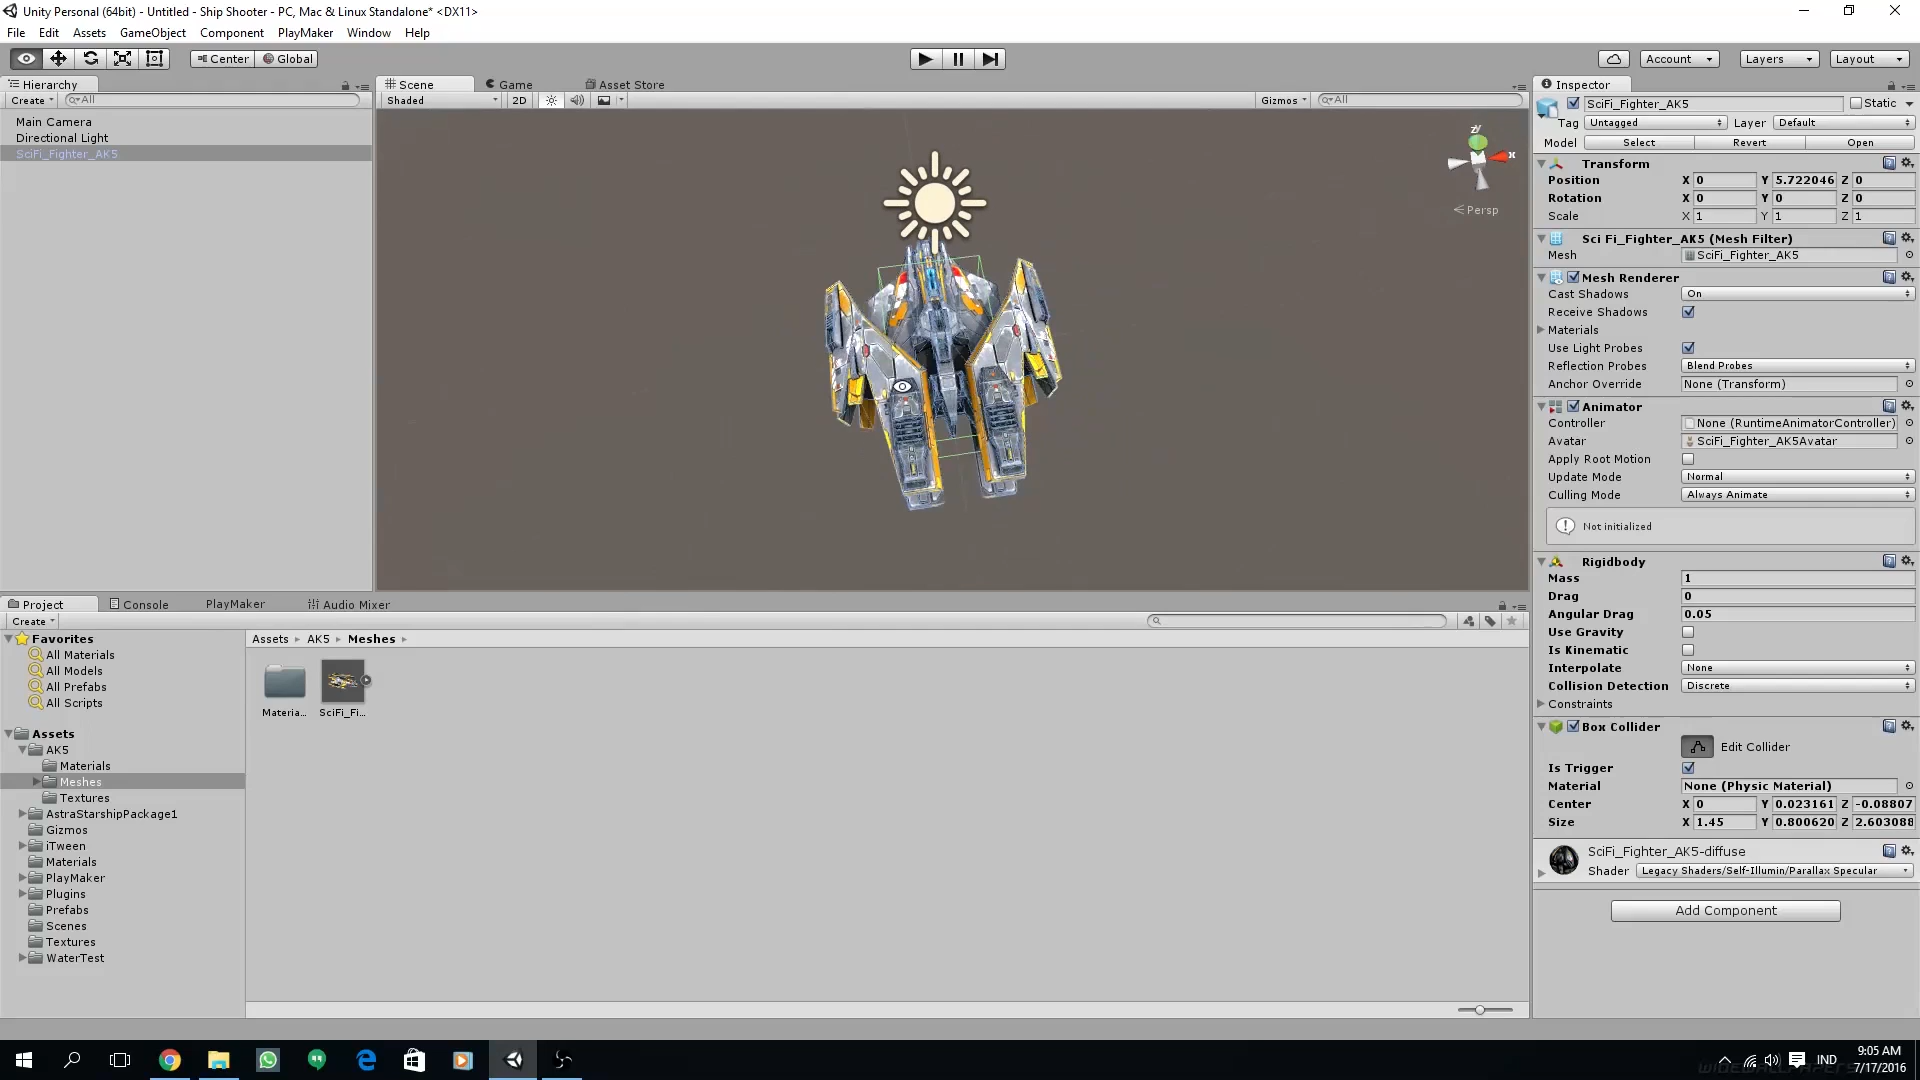 Unity Personal (64bit) - Untitled - Ship Shooter - PC, Mac & Linux Standalone* <DX11>
File Edit Assets GameObject Component PlayMaker Window Help
Center Global Account Layers Layout
Hierarchy
Create All
Main Camera
Directional Light
SciFi_Fighter_AK5
Scene Game Asset Store
Shaded 2D Gizmos All
zy
x
Persp
Inspector
SciFi_Fighter_AK5 Static
Tag Untagged Layer Default
Model Select Revert Open
Transform
Position X 0 Y 5.722046 Z 0
Rotation X 0 Y 0 Z 0
Scale X 1 Y 1 Z 1
Sci Fi_Fighter_AK5 (Mesh Filter)
Mesh SciFi_Fighter_AK5
Mesh Renderer
Cast Shadows On
Receive Shadows
Materials
Use Light Probes
Reflection Probes Blend Probes
Anchor Override None (Transform)
Animator
Controller None (RuntimeAnimatorController)
Avatar SciFi_Fighter_AK5Avatar
Apply Root Motion
Update Mode Normal
Culling Mode Always Animate
Not initialized
Rigidbody
Mass 1
Drag 0
Angular Drag 0.05
Use Gravity
Is Kinematic
Interpolate None
Collision Detection Discrete
Constraints
Box Collider
Edit Collider
Is Trigger
Material None (Physic Material)
Center X 0 Y 0.023161 Z -0.08807
Size X 1.45 Y 0.800620 Z 2.603088
SciFi_Fighter_AK5-diffuse
Shader Legacy Shaders/Self-Illumin/Parallax Specular
Add Component
Project Console PlayMaker Audio Mixer
Create
Favorites
All Materials
All Models
All Prefabs
All Scripts
Assets
AK5
Materials
Meshes
Textures
AstraStarshipPackage1
Gizmos
iTween
Materials
PlayMaker
Plugins
Prefabs
Scenes
Textures
WaterTest
Assets AK5 Meshes
Materia... SciFi_Fi...
IND
9:05 AM
7/17/2016